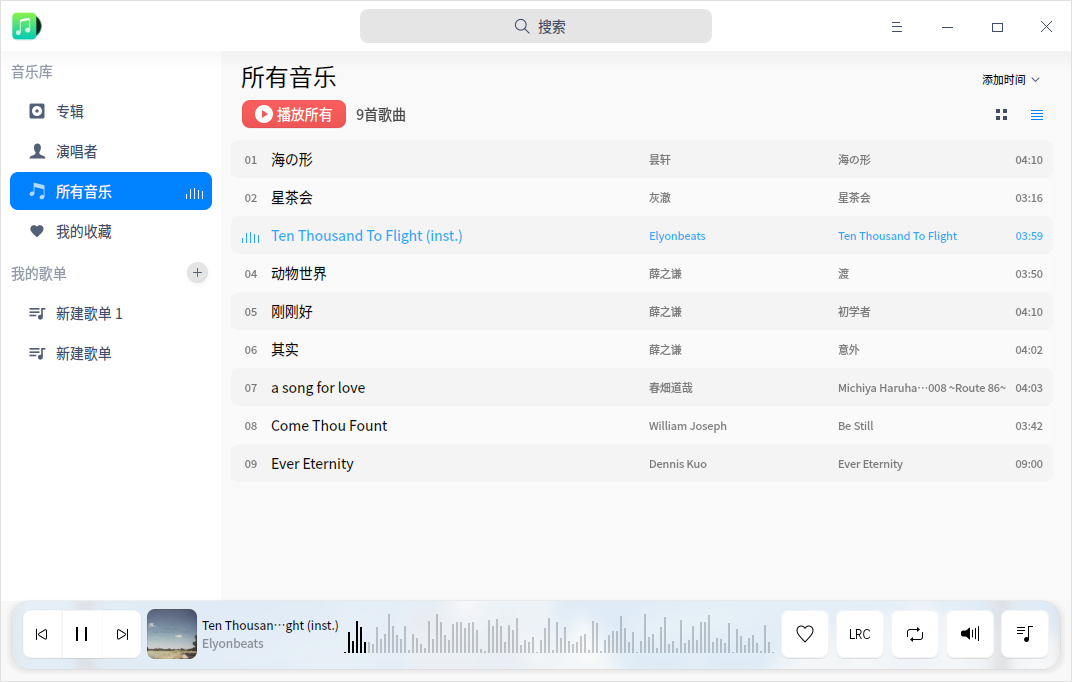 搜索
音乐库
专辑
演唱者
所有音乐
我的收藏
我的歌单
新建歌单 1
新建歌单
所有音乐
添加时间
播放所有 9首歌曲
01 海の形 昙轩 海の形 04:10
02 星茶会 灰澈 星茶会 03:16
Ten Thousand To Flight (inst.) Elyonbeats Ten Thousand To Flight 03:59
04 动物世界 薛之谦 渡 03:50
05 刚刚好 薛之谦 初学者 04:10
06 其实 薛之谦 意外 04:02
07 a song for love 春畑道哉 Michiya Haruha⋯008 ~Route 86~ 04:03
08 Come Thou Fount William Joseph Be Still 03:42
09 Ever Eternity Dennis Kuo Ever Eternity 09:00
Ten Thousan⋯ght (inst.)
Elyonbeats
LRC